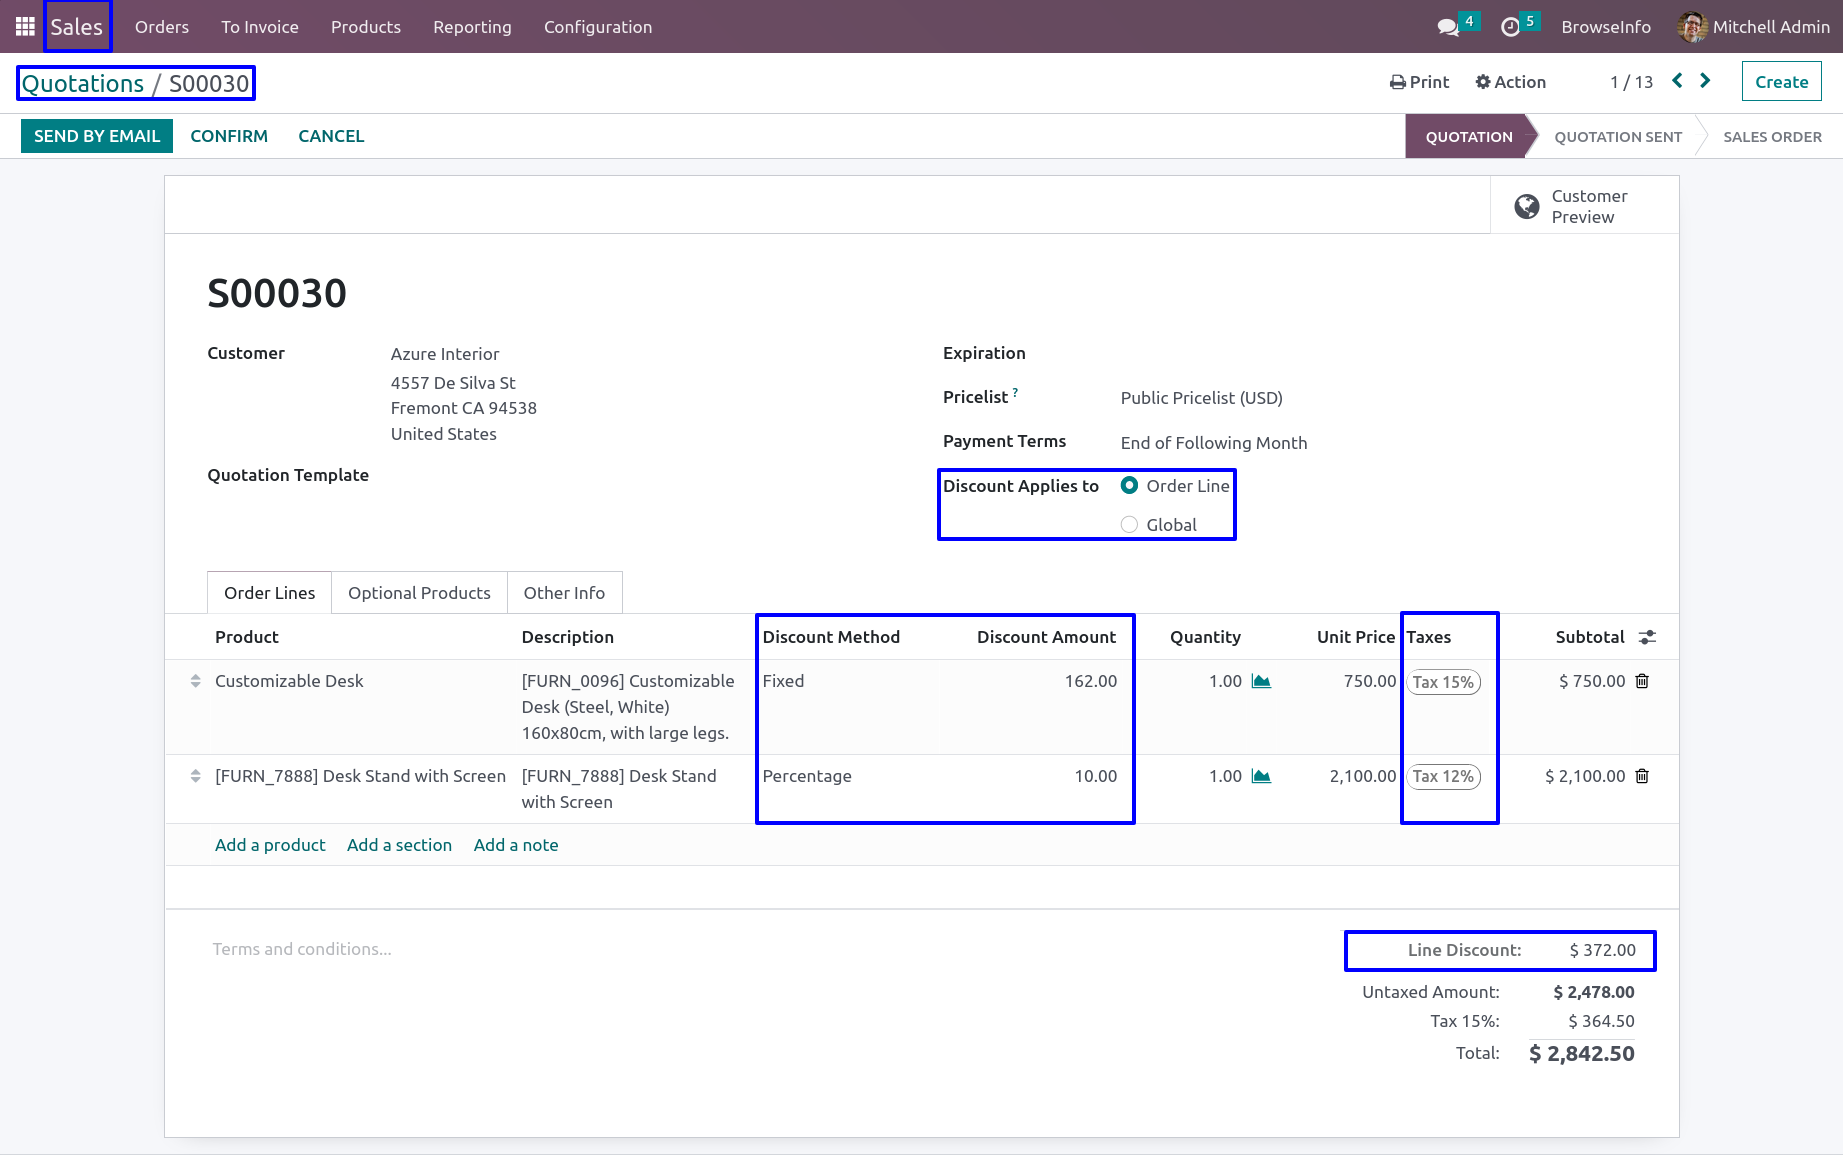 Sales Orders To Invoice Products Reporting Configuration 4 5 BrowseInfo Mitchell Admin
Quotations / S00030 Print Action 1 / 13 Create
SEND BY EMAIL CONFIRM CANCEL QUOTATION QUOTATION SENT SALES ORDER
Customer
Preview
S00030
Customer Azure Interior
4557 De Silva St
Fremont CA 94538
United States
Quotation Template
Expiration
Pricelist ? Public Pricelist (USD)
Payment Terms End of Following Month
Discount Applies to Order Line
Global
Order Lines Optional Products Other Info
Product Description Discount Method Discount Amount Quantity Unit Price Taxes Subtotal
Customizable Desk [FURN_0096] Customizable Fixed 162.00 1.00 750.00 Tax 15% $ 750.00
Desk (Steel, White)
160x80cm, with large legs.
[FURN_7888] Desk Stand with Screen [FURN_7888] Desk Stand Percentage 10.00 1.00 2,100.00 Tax 12% $ 2,100.00
with Screen
Add a product Add a section Add a note
Terms and conditions...
Line Discount: $ 372.00
Untaxed Amount: $ 2,478.00
Tax 15%: $ 364.50
Total: $ 2,842.50